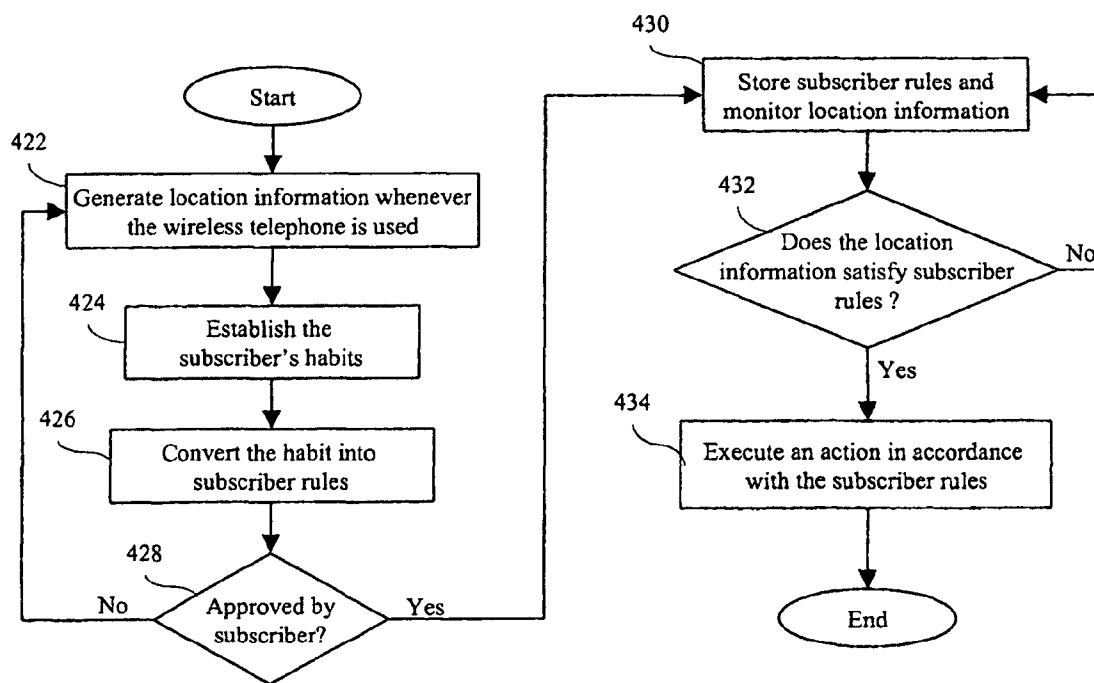 Start
422
Generate location information whenever
the wireless telephone is used
424
Establish the
subscriber's habits
426
Convert the habit into
subscriber rules
428
No
Approved by
subscriber?
Yes
430
Store subscriber rules and
monitor location information
432
Does the location
information satisfy subscriber
rules ?
No
Yes
434
Execute an action in accordance
with the subscriber rules
End